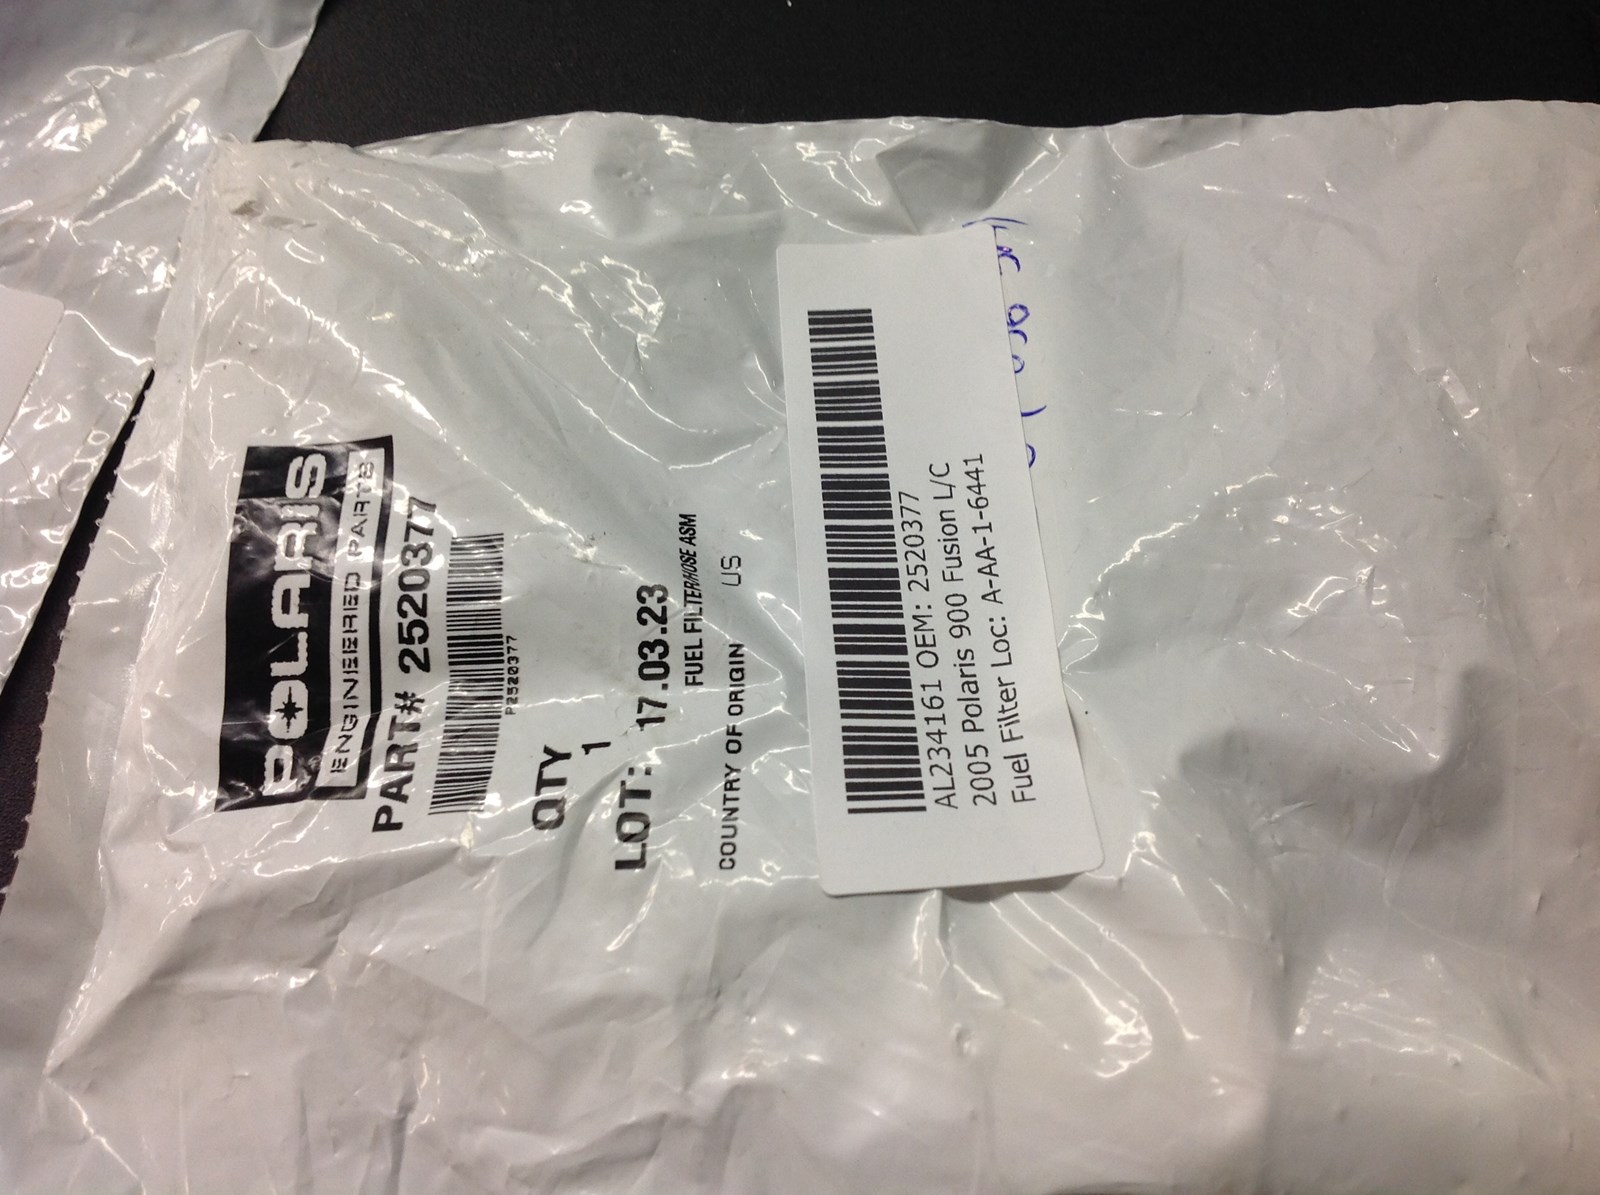 POLARIS
ENGINEERED PARTS
PART# 2520377
P2520377
QTY
1
LOT: 17.03.23
FUEL FILTER/HOSE ASM
COUNTRY OF ORIGIN US
AL234161 OEM: 2520377
2005 Polaris 900 Fusion L/C
Fuel Filter Loc: A-AA-1-6441